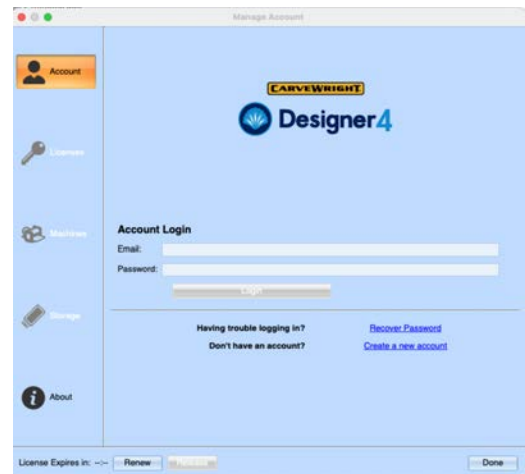 Manage Account
Account
CARVEWRIGHT
Designer4
Licenses
Machines
Account Login
Email:
Password:
Login
Storage
Having trouble logging in? Recover Password
Don't have an account? Create a new account
About
License Expires in: --:-- Renew Release Done